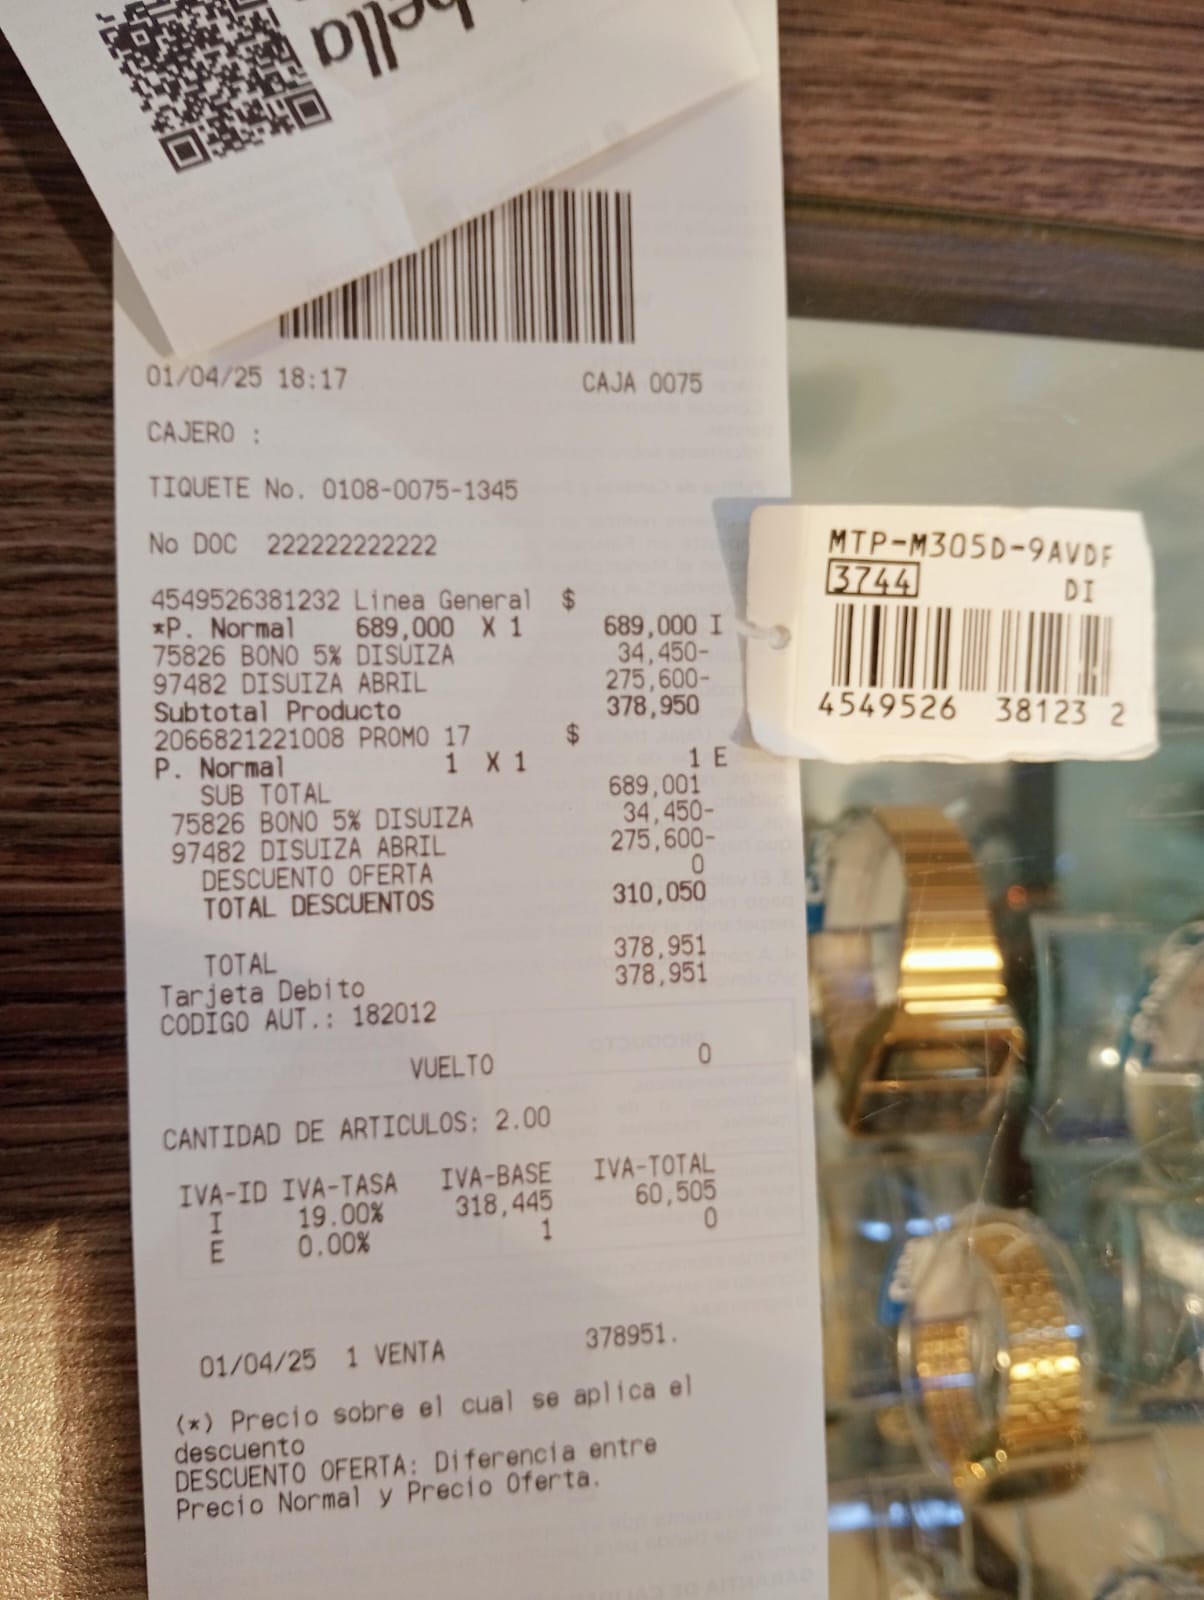 bella
01/04/25 18:17 CAJA 0075
CAJERO :
TIQUETE No. 0108-0075-1345
No DOC 222222222222
4549526381232 Linea General $
*P. Normal 689,000 X 1 689,000 I
75826 BONO 5% DISUIZA 34,450-
97482 DISUIZA ABRIL 275,600-
Subtotal Producto 378,950
2066821221008 PROMO 17 $
P. Normal 1 X 1 1 E
SUB TOTAL 689,001
75826 BONO 5% DISUIZA 34,450-
97482 DISUIZA ABRIL 275,600-
DESCUENTO OFERTA 0
TOTAL DESCUENTOS 310,050
TOTAL 378,951
Tarjeta Debito 378,951
CODIGO AUT.: 182012
VUELTO 0
CANTIDAD DE ARTICULOS: 2.00
IVA-ID IVA-TASA IVA-BASE IVA-TOTAL
I 19.00% 318,445 60,505
E 0.00% 1 0
01/04/25 1 VENTA 378951.
(*) Precio sobre el cual se aplica el
descuento
DESCUENTO OFERTA: Diferencia entre
Precio Normal y Precio Oferta.
MTP-M305D-9AVDF
3744 DI
4549526 38123 2